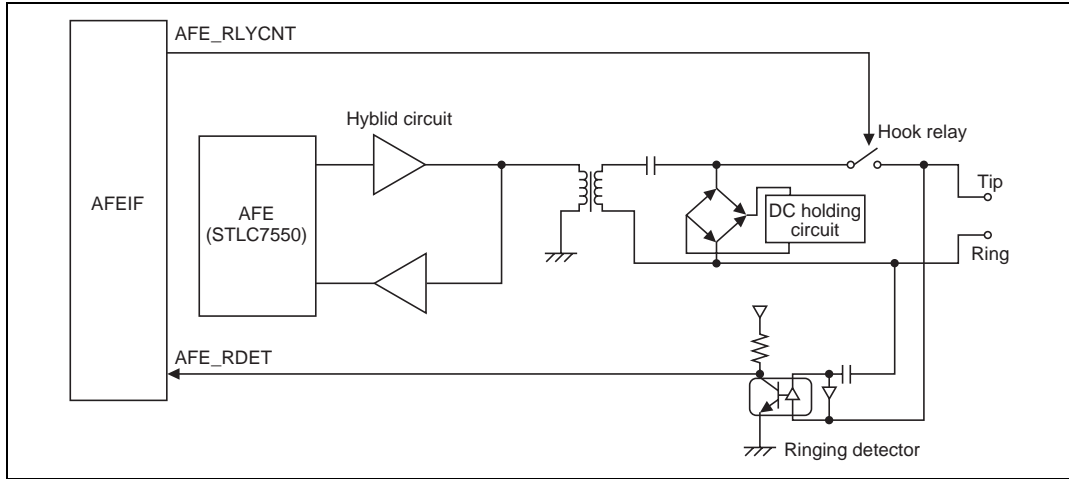 AFE_RLYCNT
Hyblid circuit
Hook relay
Tip
AFEIF
AFE
(STLC7550)
DC holding
circuit
Ring
AFE_RDET
Ringing detector